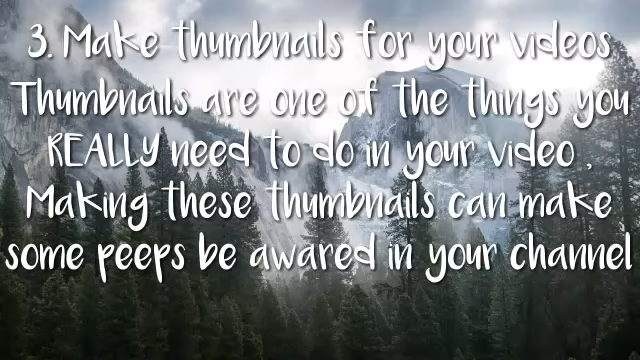 3. Make thumbnails for your videos
Thumbnails are one of the things you
REALLY need to do in your video ,
Making these thumbnails can make
some peeps be awared in your channel